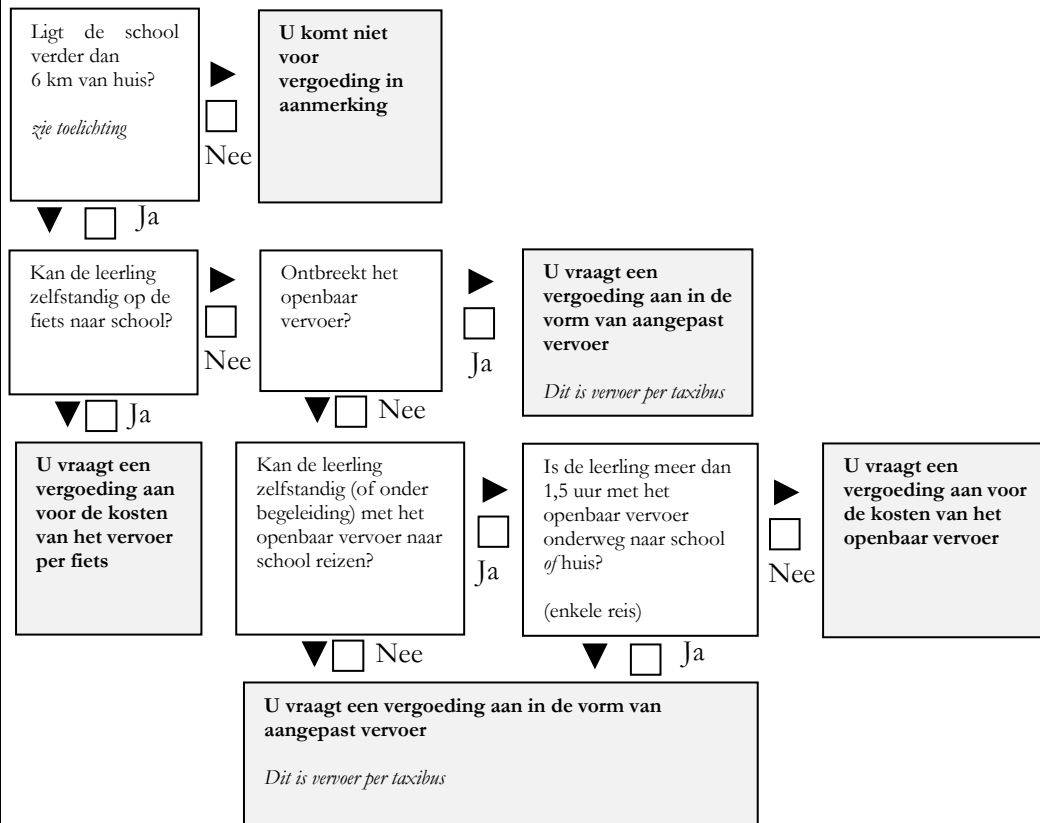 Ligt de school
verder dan
6 km van huis?
zie toelichting
Nee
U komt niet
voor
vergoeding in
aanmerking
Ja
Kan de leerling
zelfstandig op de
fiets naar school?
Nee
Ontbreekt het
openbaar
vervoer?
Ja
U vraagt een
vergoeding aan in de
vorm van aangepast
vervoer
Dit is vervoer per taxibus
Ja
Nee
U vraagt een
vergoeding aan
voor de kosten
van het vervoer
per fiets
Kan de leerling
zelfstandig (of onder
begeleiding) met het
openbaar vervoer naar
school reizen?
Ja
Is de leerling meer dan
1,5 uur met het
openbaar vervoer
onderweg naar school
of huis?
(enkele reis)
Nee
U vraagt een
vergoeding aan voor
de kosten van het
openbaar vervoer
Nee
Ja
U vraagt een vergoeding aan in de vorm van
aangepast vervoer
Dit is vervoer per taxibus